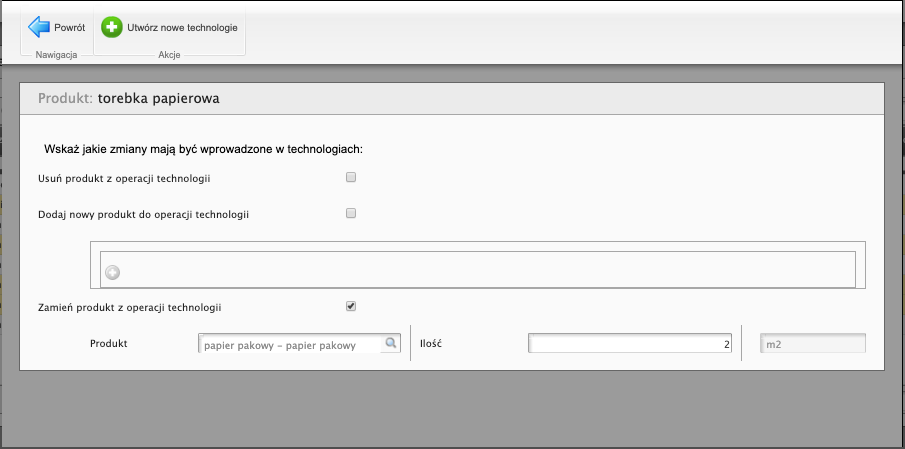 Powrót
Utwórz nowe technologie
Nawigacja
Akcje
Produkt: torebka papierowa
Wskaż jakie zmiany mają być wprowadzone w technologiach:
Usuń produkt z operacji technologii
Dodaj nowy produkt do operacji technologii
Zamień produkt z operacji technologii
Produkt papier pakowy - papier pakowy Ilość 2 m2